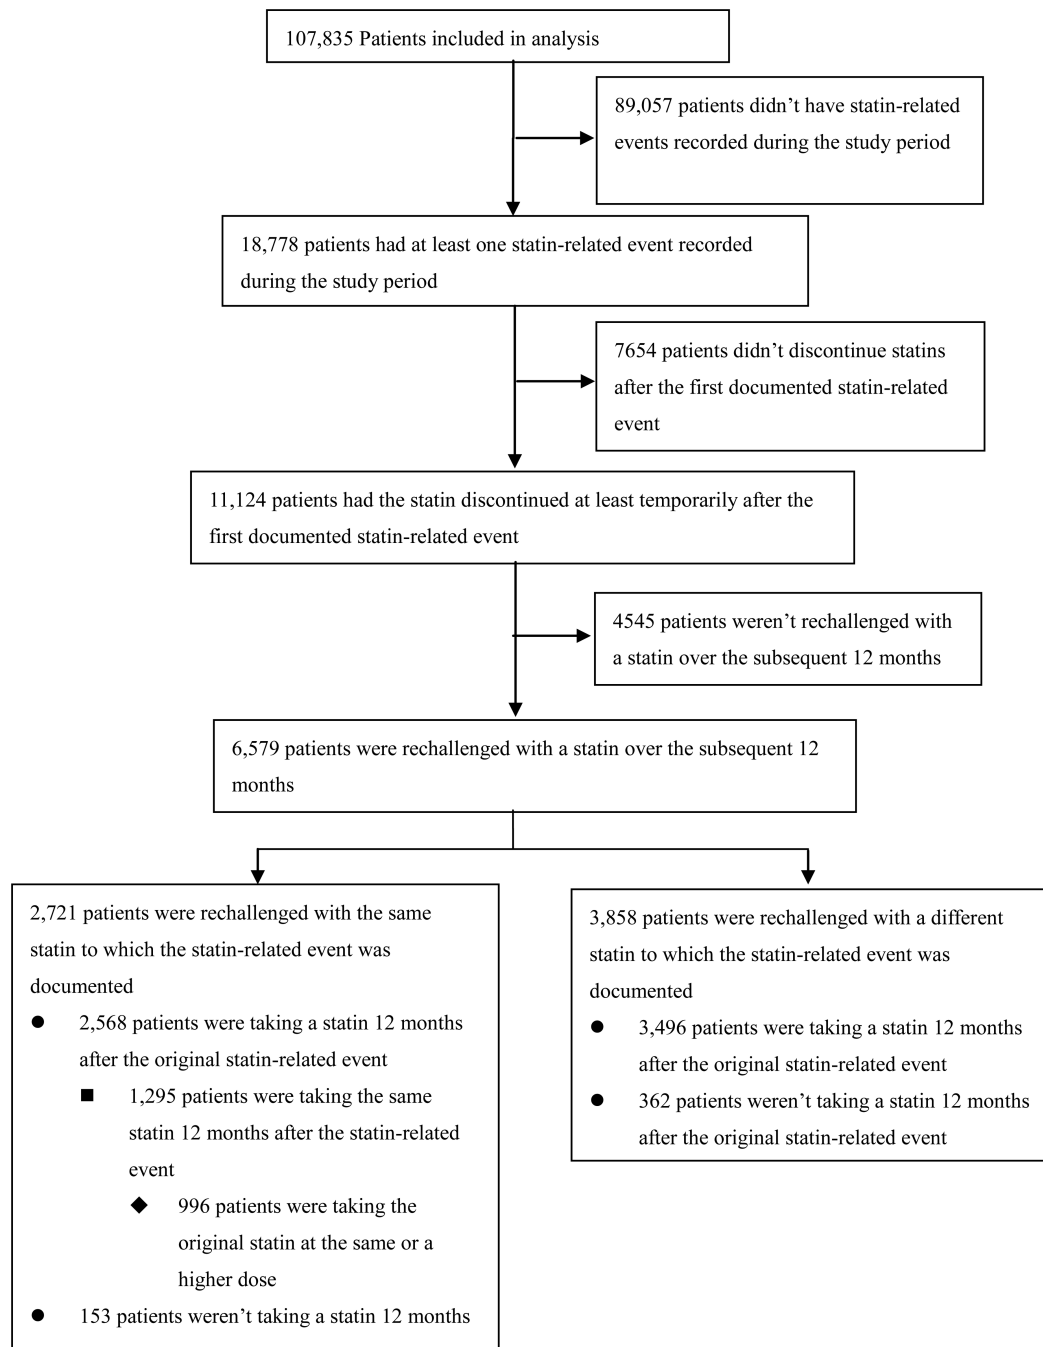 107,835 Patients included in analysis
89,057 patients didn’t have statin-related
events recorded during the study period
18,778 patients had at least one statin-related event recorded
during the study period
7654 patients didn’t discontinue statins
after the first documented statin-related
event
11,124 patients had the statin discontinued at least temporarily after the
first documented statin-related event
4545 patients weren’t rechallenged with
a statin over the subsequent 12 months
6,579 patients were rechallenged with a statin over the subsequent 12
months
2,721 patients were rechallenged with the same
statin to which the statin-related event was
documented
● 2,568 patients were taking a statin 12 months
after the original statin-related event
■ 1,295 patients were taking the same
statin 12 months after the statin-related
event
◆ 996 patients were taking the
original statin at the same or a
higher dose
● 153 patients weren’t taking a statin 12 months
3,858 patients were rechallenged with a different
statin to which the statin-related event was
documented
● 3,496 patients were taking a statin 12 months
after the original statin-related event
● 362 patients weren’t taking a statin 12 months
after the original statin-related event